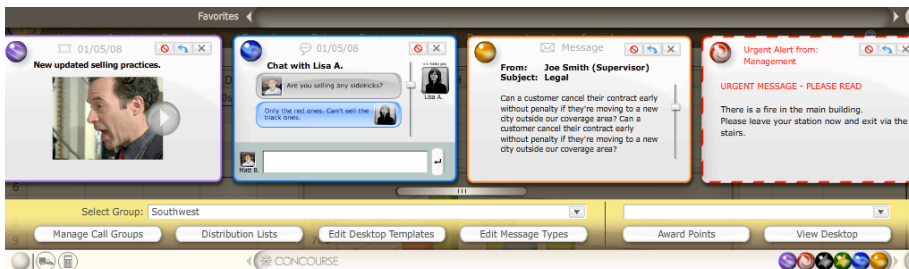 Favorites
01/05/08
New updated selling practices.
01/05/08
Chat with Lisa A.
Are you selling any sidekicks?
Lisa A.
Only the red ones. Can't sell the
black ones.
Matt B.
Message
From: Joe Smith (Supervisor)
Subject: Legal
Can a customer cancel their contract early
without penalty if they're moving to a new
city outside our coverage area? Can a
customer cancel their contract early
without penalty if they're moving to a new
city outside our coverage area?
Urgent Alert from:
Management
URGENT MESSAGE - PLEASE READ
There is a fire in the main building.
Please leave your station now and exit via the
stairs.
6
Select Group: Southwest
Manage Call Groups
Distribution Lists
Edit Desktop Templates
Edit Message Types
Award Points
View Desktop
9
CONCOURSE